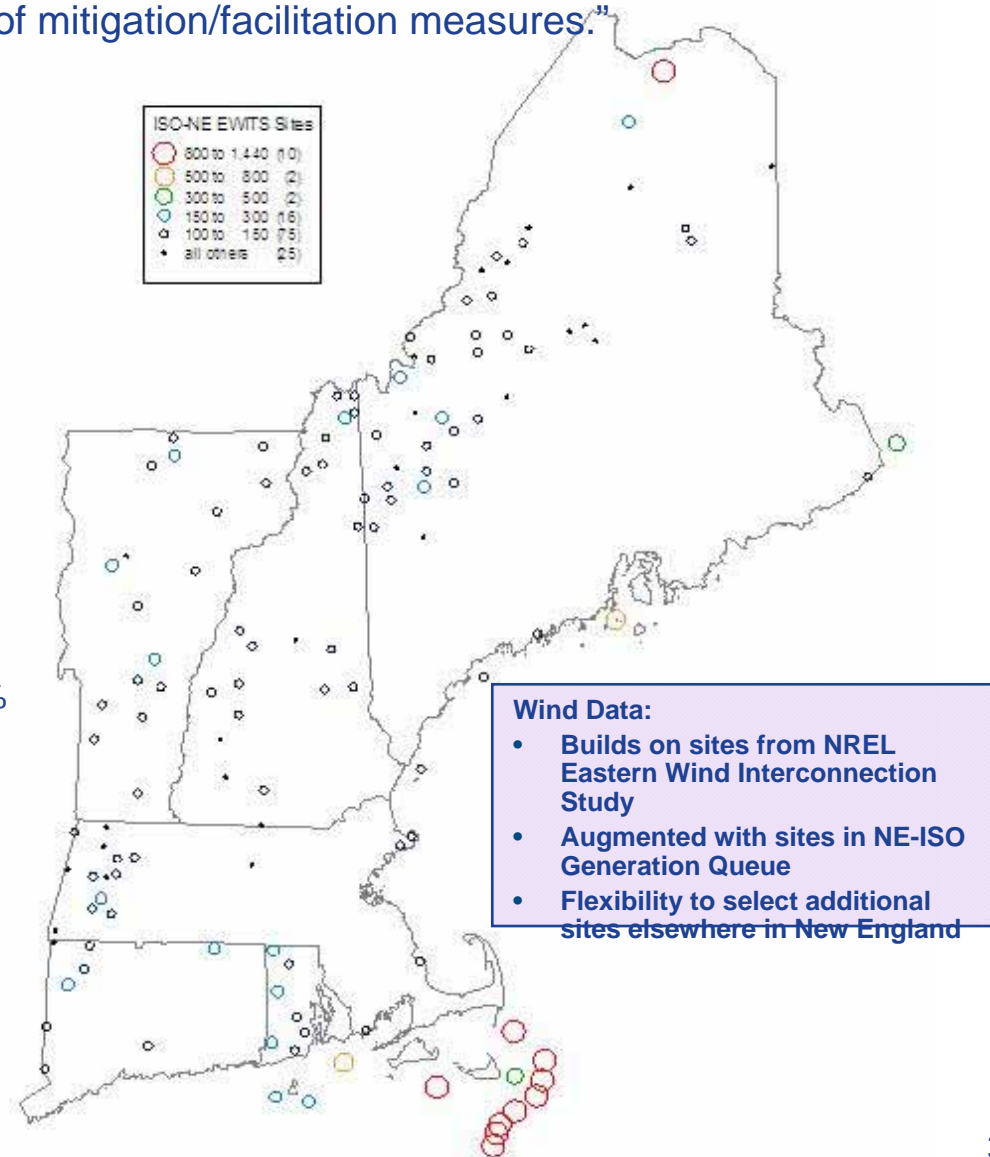 of mitigation/facilitation measures.”
ISO-NE EWITS Sites
800 to 1,440 (10)
500 to 800 (2)
300 to 500 (2)
150 to 300 (16)
100 to 150 (75)
all others (25)
%
Wind Data:
• Builds on sites from NREL
Eastern Wind Interconnection
Study
• Augmented with sites in NE-ISO
Generation Queue
• Flexibility to select additional
sites elsewhere in New England